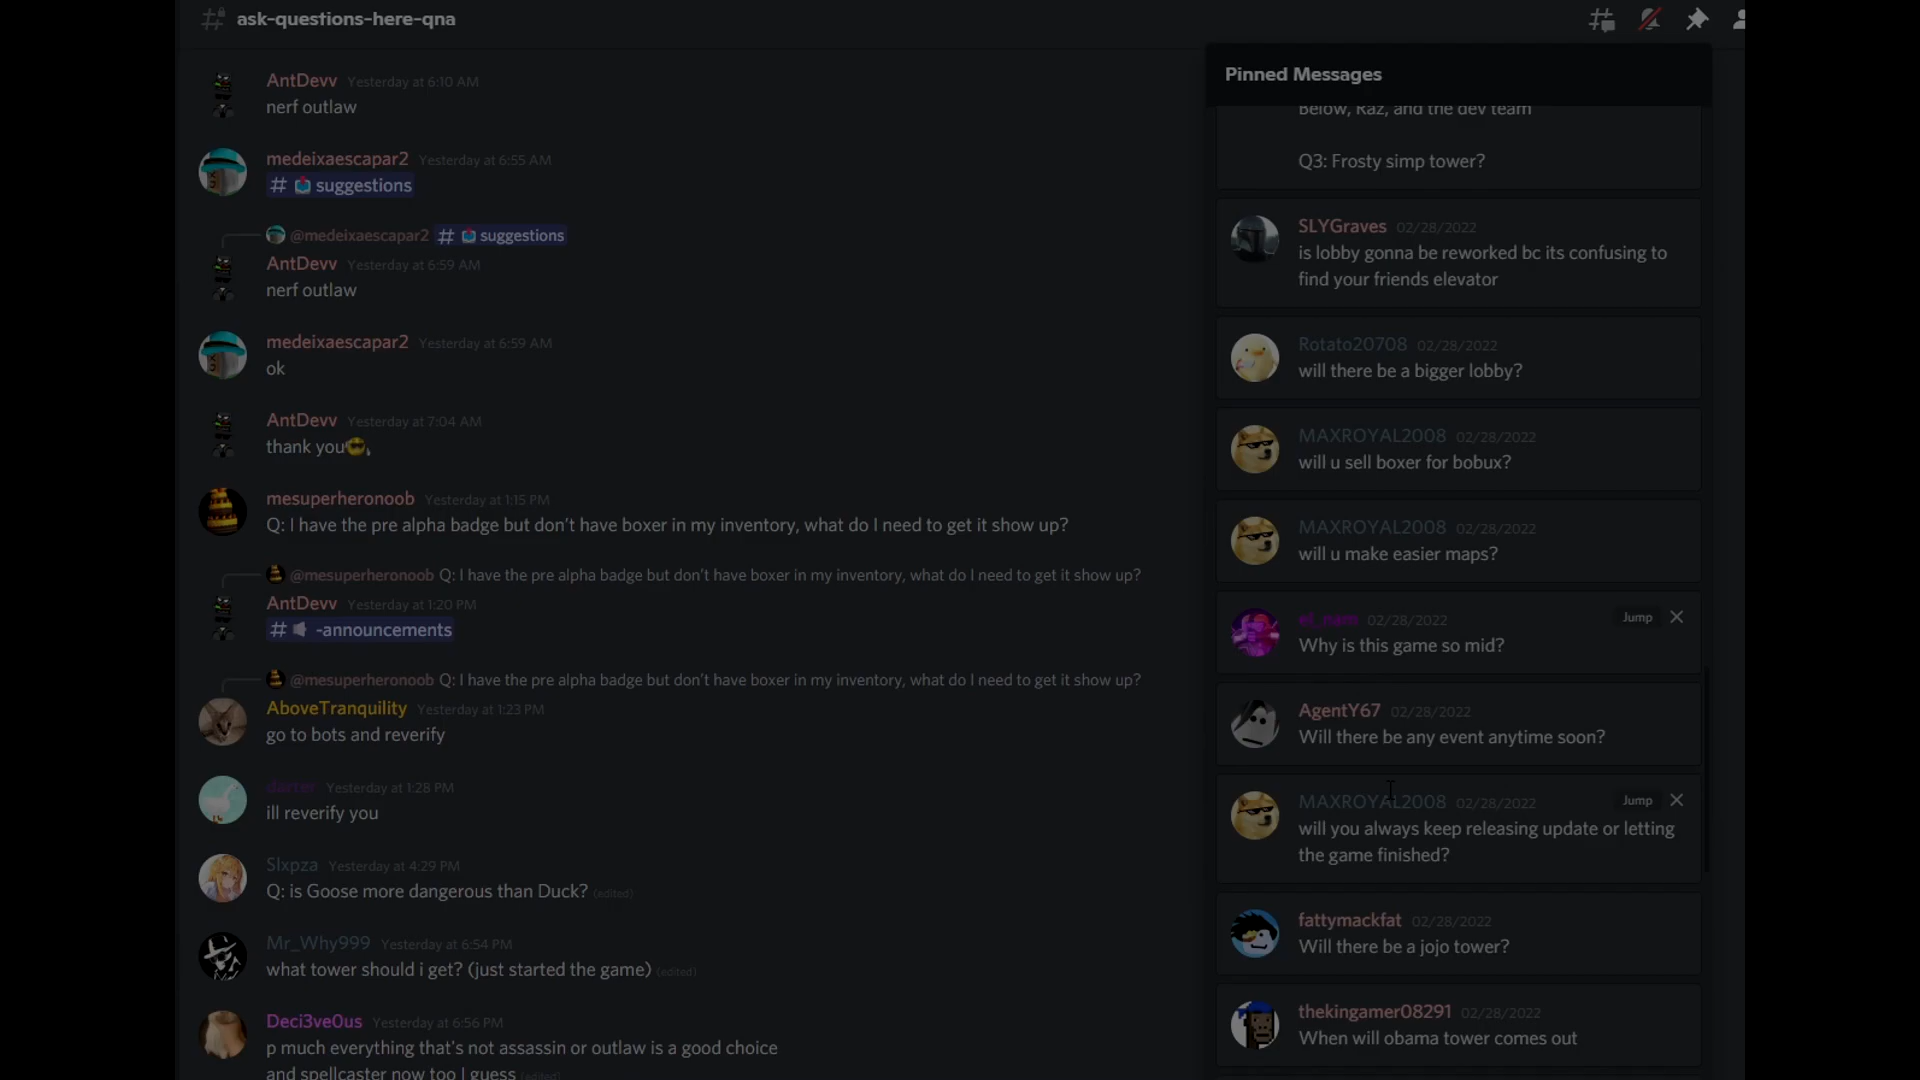 ask-questions-here-qna
AntDevv Yesterday at 6:10 AM
nerf outlaw
medeixaescapar2 Yesterday at 6:55 AM
# suggestions
@medeixaescapar2 # suggestions
AntDevv Yesterday at 6:59 AM
nerf outlaw
medeixaescapar2 Yesterday at 6:59 AM
ok
AntDevv Yesterday at 7:04 AM
thank you
mesuperheronoob Yesterday at 1:15 PM
Q: I have the pre alpha badge but don't have boxer in my inventory, what do I need to get it show up?
@mesuperheronoob Q: I have the pre alpha badge but don't have boxer in my inventory, what do I need to get it show up?
AntDevv Yesterday at 1:20 PM
# -announcements
@mesuperheronoob Q: I have the pre alpha badge but don't have boxer in my inventory, what do I need to get it show up?
AboveTranquility Yesterday at 1:23 PM
go to bots and reverify
Yesterday at 1:28 PM
ill reverify you
Slxpza Yesterday at 4:29 PM
Q: is Goose more dangerous than Duck? (edited)
Mr_Why999 Yesterday at 6:54 PM
what tower should i get? (just started the game) (edited)
Deci3ve0us Yesterday at 6:56 PM
p much everything that's not assassin or outlaw is a good choice
and spellcaster now too I guess (edited)
Pinned Messages
Below, Raz, and the dev team
Q3: Frosty simp tower?
SLYGraves 02/28/2022
is lobby gonna be reworked bc its confusing to
find your friends elevator
Rotato20708 02/28/2022
will there be a bigger lobby?
MAXROYAL2008 02/28/2022
will u sell boxer for bobux?
MAXROYAL2008 02/28/2022
will u make easier maps?
el_nam 02/28/2022 Jump
Why is this game so mid?
AgentY67 02/28/2022
Will there be any event anytime soon?
MAXROYAL2008 02/28/2022 Jump
will you always keep releasing update or letting
the game finished?
fattymackfat 02/28/2022
Will there be a jojo tower?
thekingamer08291 02/28/2022
When will obama tower comes out